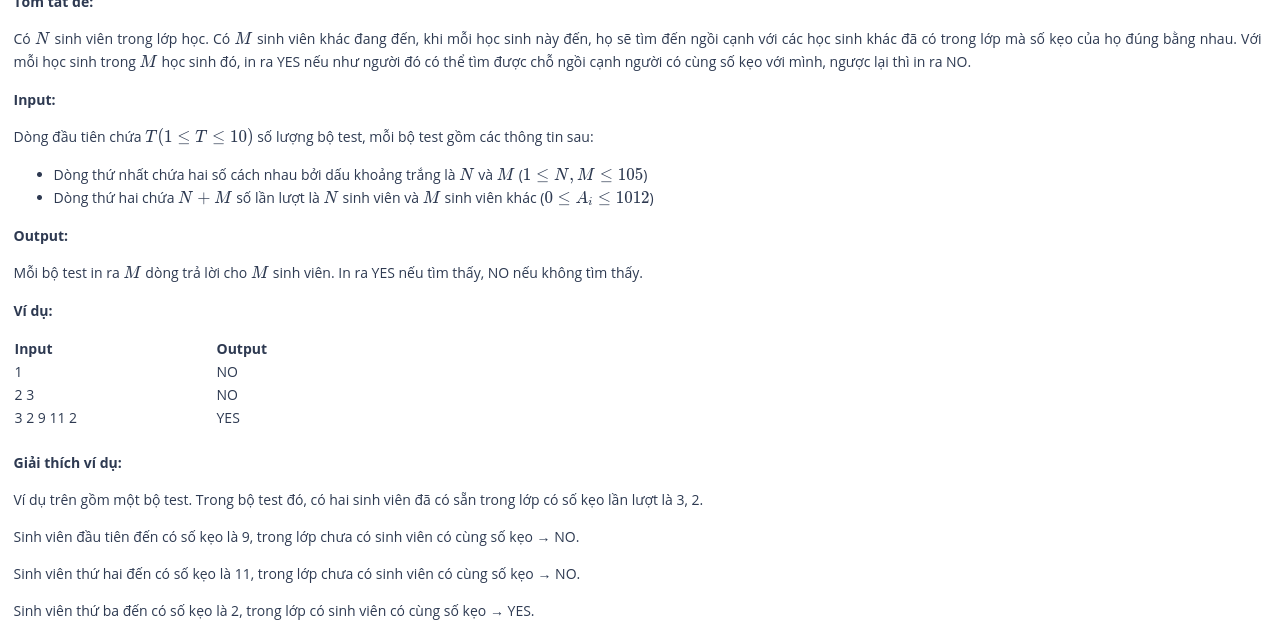 Tóm tắt đề:
Có N sinh viên trong lớp học. Có M sinh viên khác đang đến, khi mỗi học sinh này đến, họ sẽ tìm đến ngồi cạnh với các học sinh khác đã có trong lớp mà số kẹo của họ đúng bằng nhau. Với
mỗi học sinh trong M học sinh đó, in ra YES nếu như người đó có thể tìm được chỗ ngồi cạnh người có cùng số kẹo với mình, ngược lại thì in ra NO.
Input:
Dòng đầu tiên chứa T(1 ≤ T ≤ 10) số lượng bộ test, mỗi bộ test gồm các thông tin sau:
• Dòng thứ nhất chứa hai số cách nhau bởi dấu khoảng trắng là N và M (1 ≤ N, M ≤ 105)
• Dòng thứ hai chứa N + M số lần lượt là N sinh viên và M sinh viên khác (0 ≤ Aᵢ ≤ 1012)
Output:
Mỗi bộ test in ra M dòng trả lời cho M sinh viên. In ra YES nếu tìm thấy, NO nếu không tìm thấy.
Ví dụ:
Input Output
1 NO
2 3 NO
3 2 9 11 2 YES
Giải thích ví dụ:
Ví dụ trên gồm một bộ test. Trong bộ test đó, có hai sinh viên đã có sẵn trong lớp có số kẹo lần lượt là 3, 2.
Sinh viên đầu tiên đến có số kẹo là 9, trong lớp chưa có sinh viên có cùng số kẹo → NO.
Sinh viên thứ hai đến có số kẹo là 11, trong lớp chưa có sinh viên có cùng số kẹo → NO.
Sinh viên thứ ba đến có số kẹo là 2, trong lớp có sinh viên có cùng số kẹo → YES.